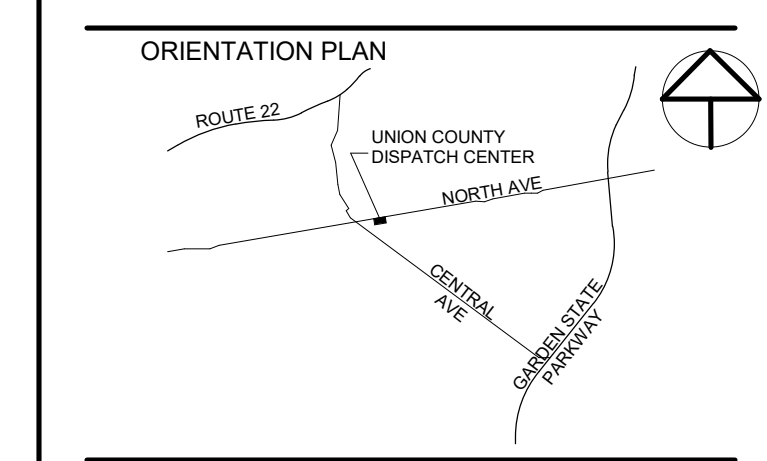 ORIENTATION PLAN
ROUTE 22
UNION COUNTY
DISPATCH CENTER
NORTH AVE
CENTRAL
AVE
GARDEN STATE
PARKWAY